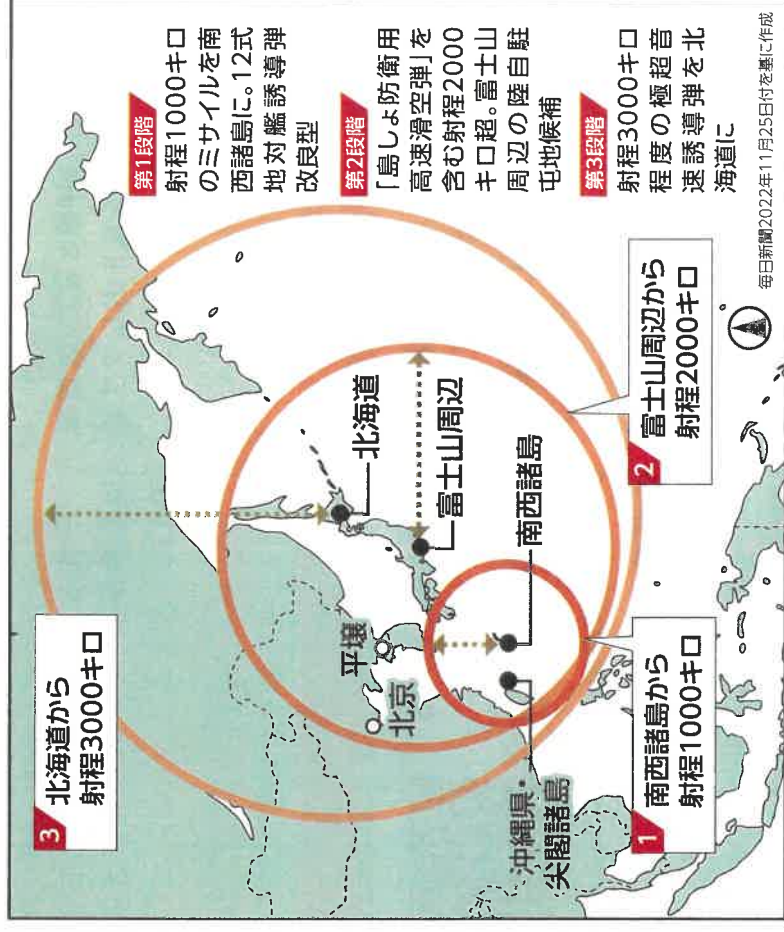 3
北海道から
射程3000キロ
北海道
平壌
北京
富士山周辺
南西諸島
沖縄県・
尖閣諸島
1
南西諸島から
射程1000キロ
2
富士山周辺から
射程2000キロ
第1段階
射程1000キロ
のミサイルを南
西諸島に。12式
地対艦誘導弾
改良型
第2段階
「島しょ防衛用
高速滑空弾」を
含む射程2000
キロ超。富士山
周辺の陸自駐
屯地候補
第3段階
射程3000キロ
程度の極超音
速誘導弾を北
海道に
毎日新聞2022年11月25日付を基に作成